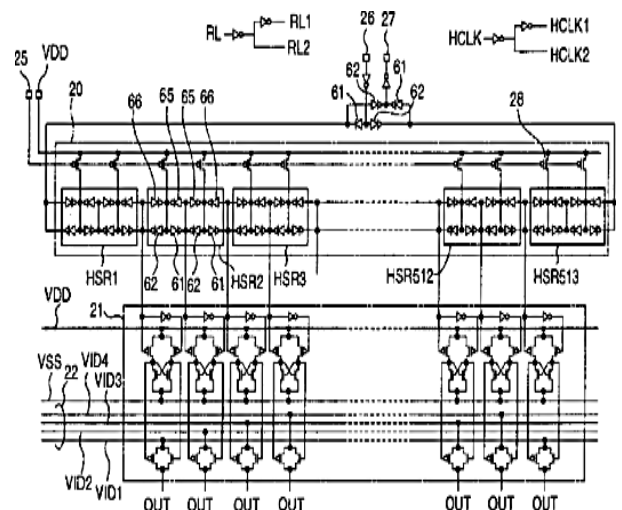 26 27
RL RL1
RL2
HCLK HCLK1
HCLK2
25 VDD
62 61
61 62
20
66 65 65 66
28
HSR1 62 61 62 61 HSR2 HSR3 HSR512 HSR513
21
VDD
VSS 22
VID4
VID3
VID2 VID1
OUT OUT OUT OUT OUT OUT OUT